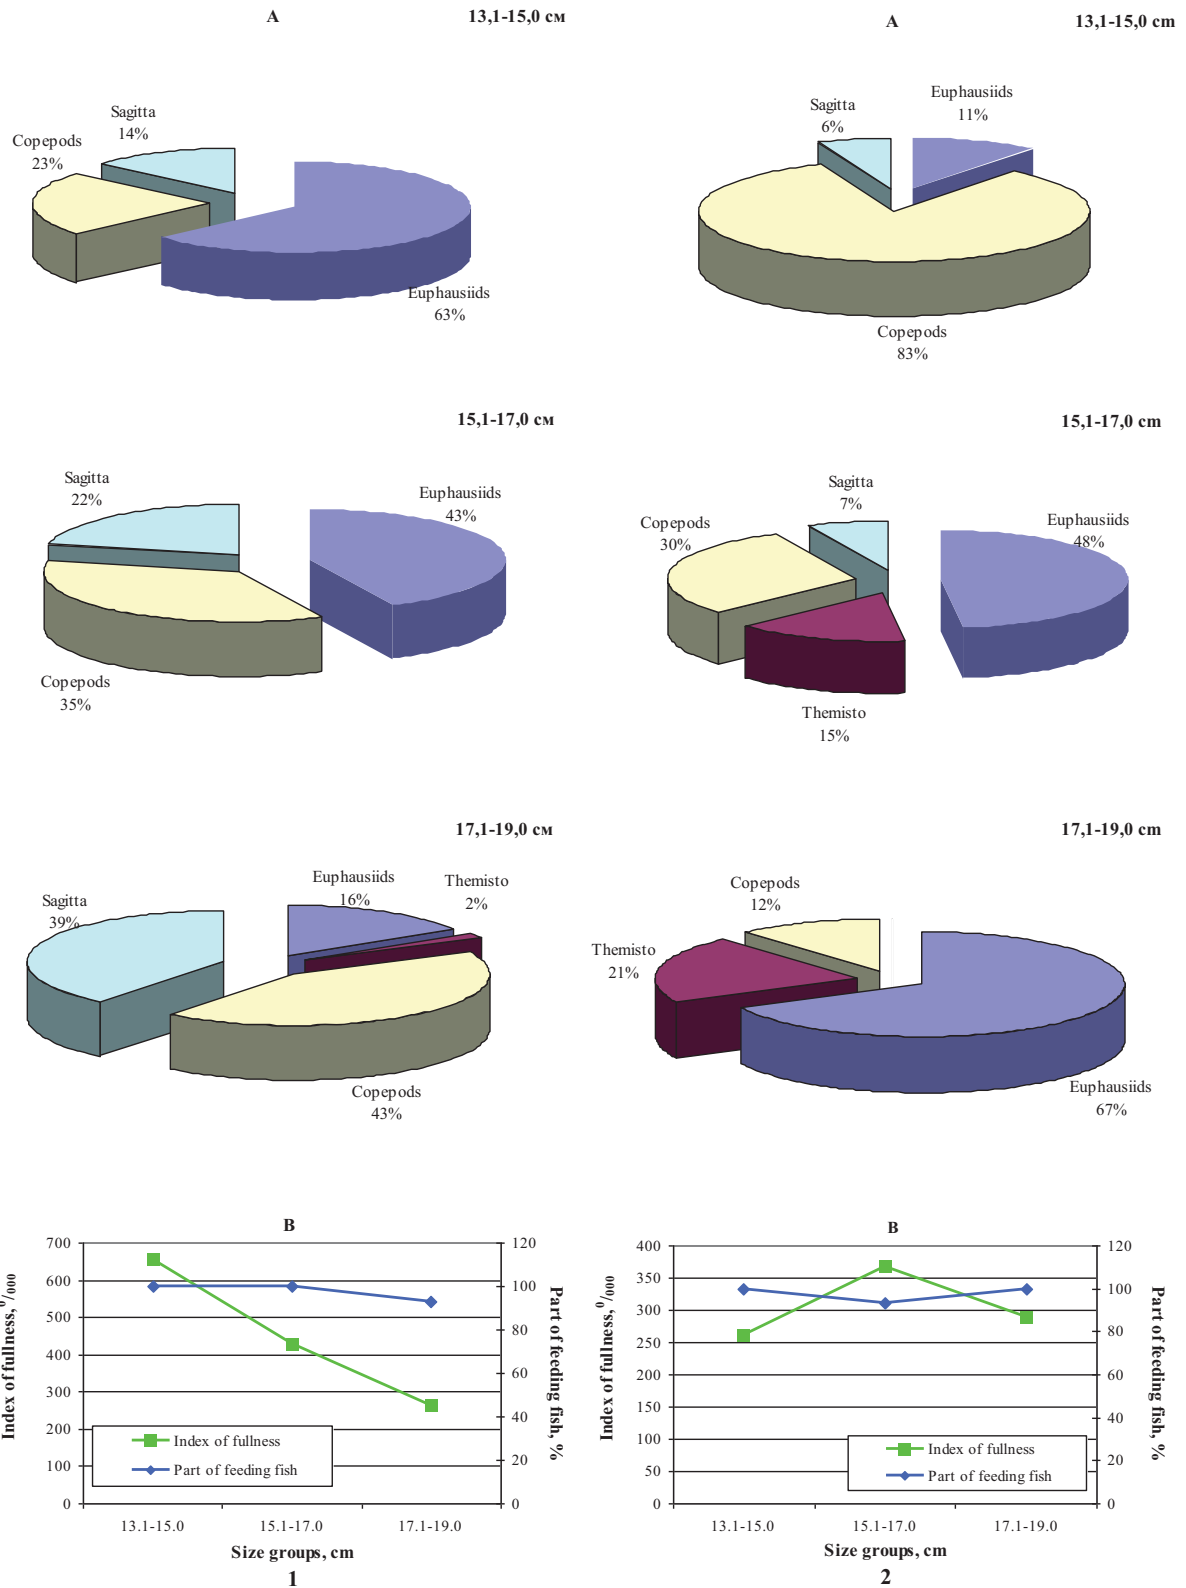 A
13,1-15,0 см
Sagitta
14%
Copepods
23%
Euphausiids
63%
15,1-17,0 см
Sagitta
22%
Euphausiids
43%
Copepods
35%
17,1-19,0 см
Euphausiids
16%
Themisto
2%
Sagitta
39%
Copepods
43%
B
Index of fullness, ⁰/₀₀₀
700
600
500
400
300
200
100
0
120
100
80
60
40
20
0
Part of feeding fish, %
Index of fullness
Part of feeding fish
13.1-15.0
15.1-17.0
17.1-19.0
Size groups, cm
1
A
13,1-15,0 cm
Sagitta
6%
Euphausiids
11%
Copepods
83%
15,1-17,0 cm
Sagitta
7%
Copepods
30%
Euphausiids
48%
Themisto
15%
17,1-19,0 cm
Copepods
12%
Themisto
21%
Euphausiids
67%
B
Index of fullness, ⁰/₀₀₀
400
350
300
250
200
150
100
50
0
120
100
80
60
40
20
0
Part of feeding fish, %
Index of fullness
Part of feeding fish
13.1-15.0
15.1-17.0
17.1-19.0
Size groups, cm
2